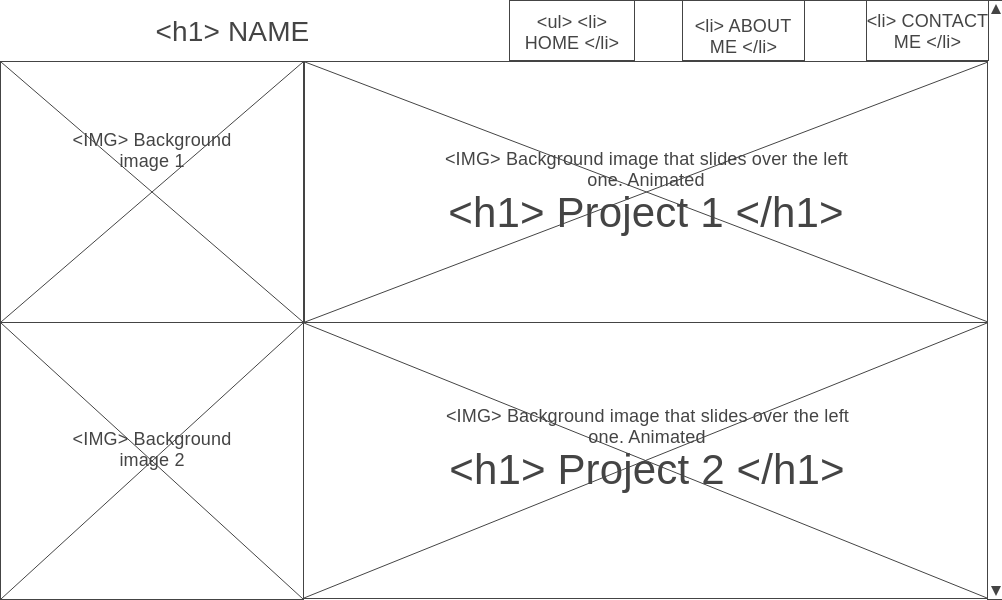 <h1> NAME
<ul> <li>
HOME </li>
<li> ABOUT
ME </li>
<li> CONTACT
ME </li>
<IMG> Background
image 1
<IMG> Background image that slides over the left
one. Animated
<h1> Project 1 </h1>
<IMG> Background
image 2
<IMG> Background image that slides over the left
one. Animated
<h1> Project 2 </h1>